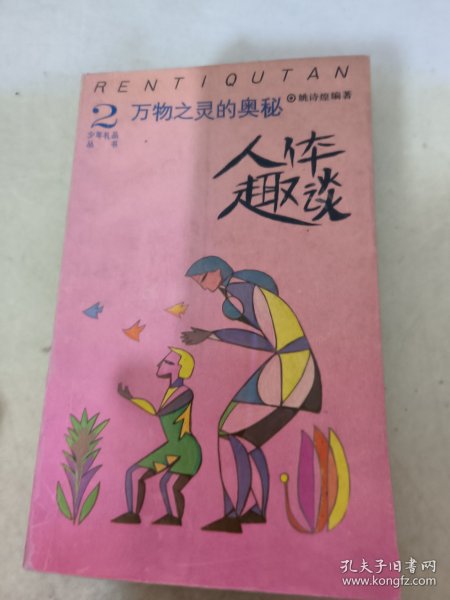 RENTIQUTAN
2 万物之灵的奥秘 ⊙姚诗煌编著
少年礼品
丛书
人体
趣谈
孔夫子旧书网
www.kongfz.com